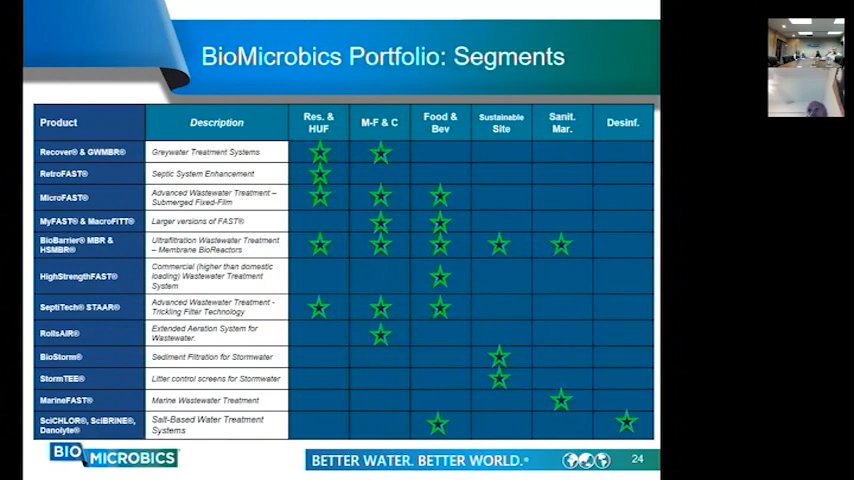 BioMicrobics Portfolio: Segments
Product Description Res. & HUF M-F & C Food & Bev Sustainable Site Sanit. Mar. Desinf.
Recover® & GWMBR® Greywater Treatment Systems
RetroFAST® Septic System Enhancement
MicroFAST® Advanced Wastewater Treatment – Submerged Fixed-Film
MyFAST® & MacroFITT® Larger versions of FAST®
BioBarrier® MBR & HSMBR® Ultrafiltration Wastewater Treatment – Membrane BioReactors
HighStrengthFAST® Commercial (higher than domestic loading) Wastewater Treatment System
SeptiTech® STAAR® Advanced Wastewater Treatment - Trickling Filter Technology
RollsAIR® Extended Aeration System for Wastewater.
BioStorm® Sediment Filtration for Stormwater
StormTEE® Litter control screens for Stormwater
MarineFAST® Marine Wastewater Treatment
SciCHLOR®, SciBRINE®, Danolyte® Salt-Based Water Treatment Systems
BIO MICROBICS
BETTER WATER. BETTER WORLD.®
24